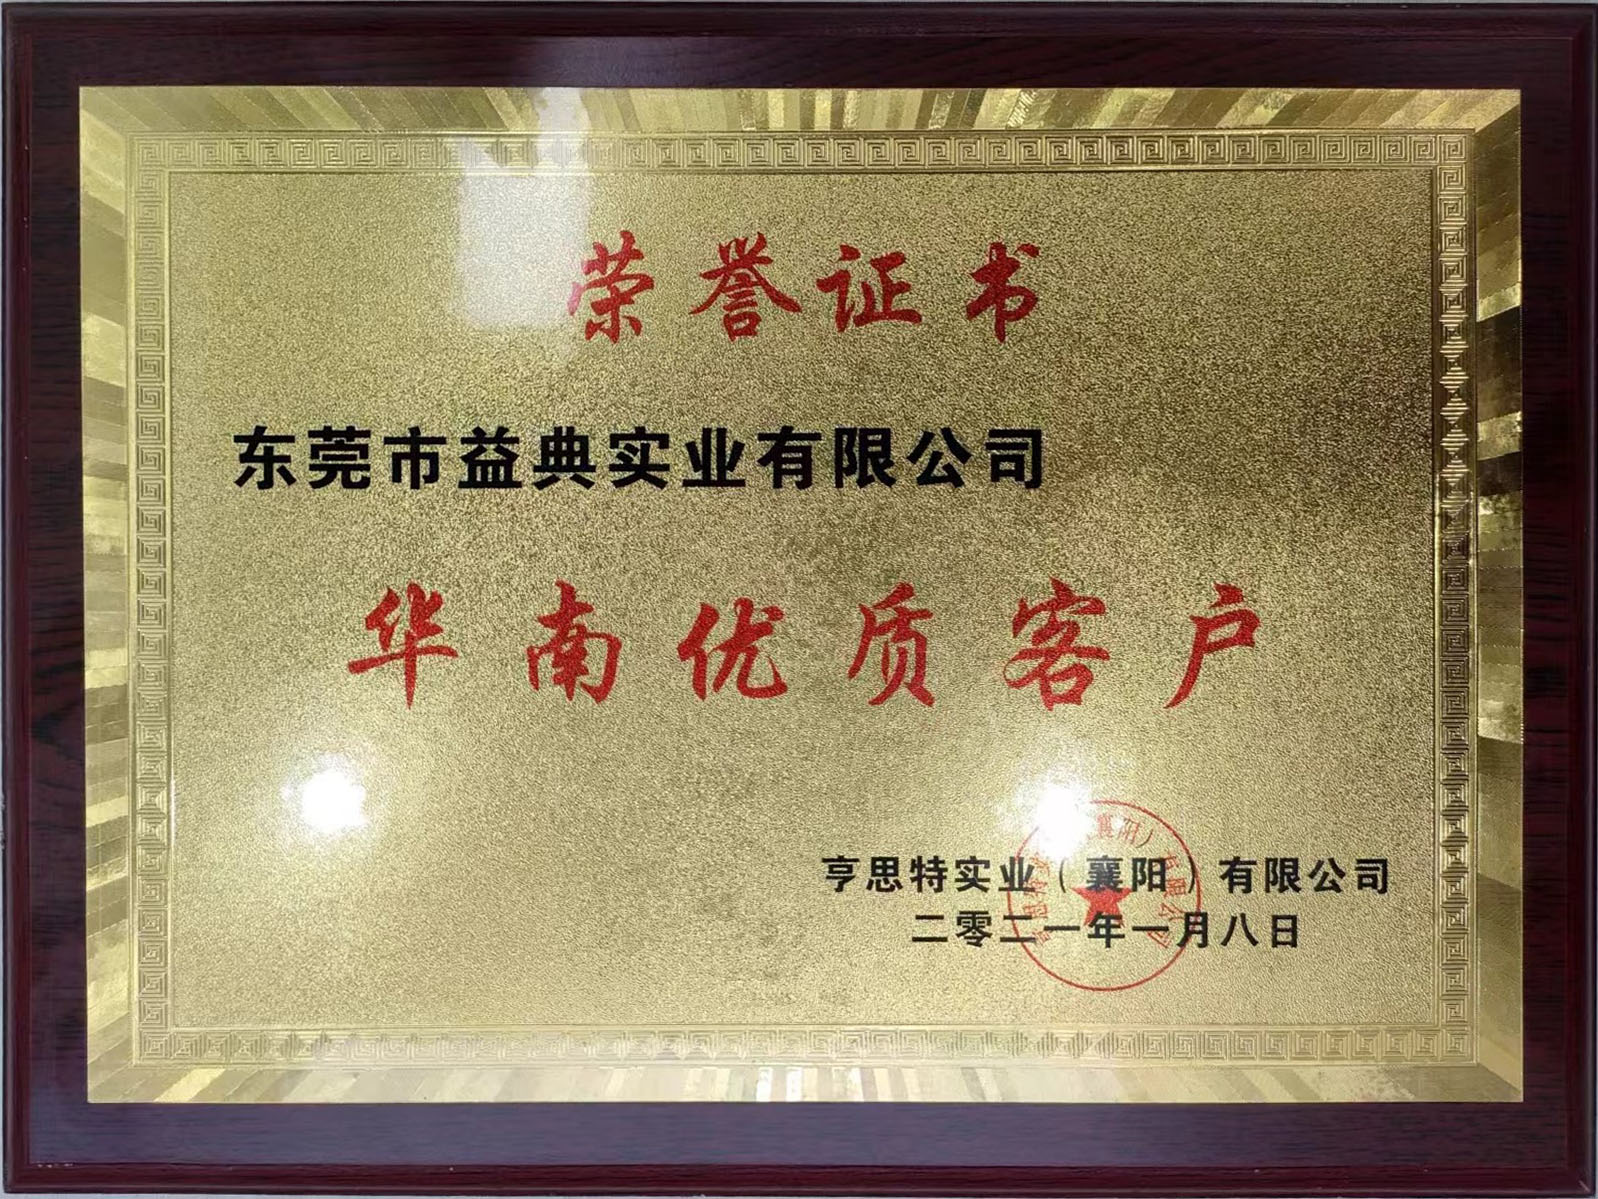 荣誉证书
东莞市益典实业有限公司
华南优质客户
亨思特实业（襄阳）有限公司
二零二一年一月八日